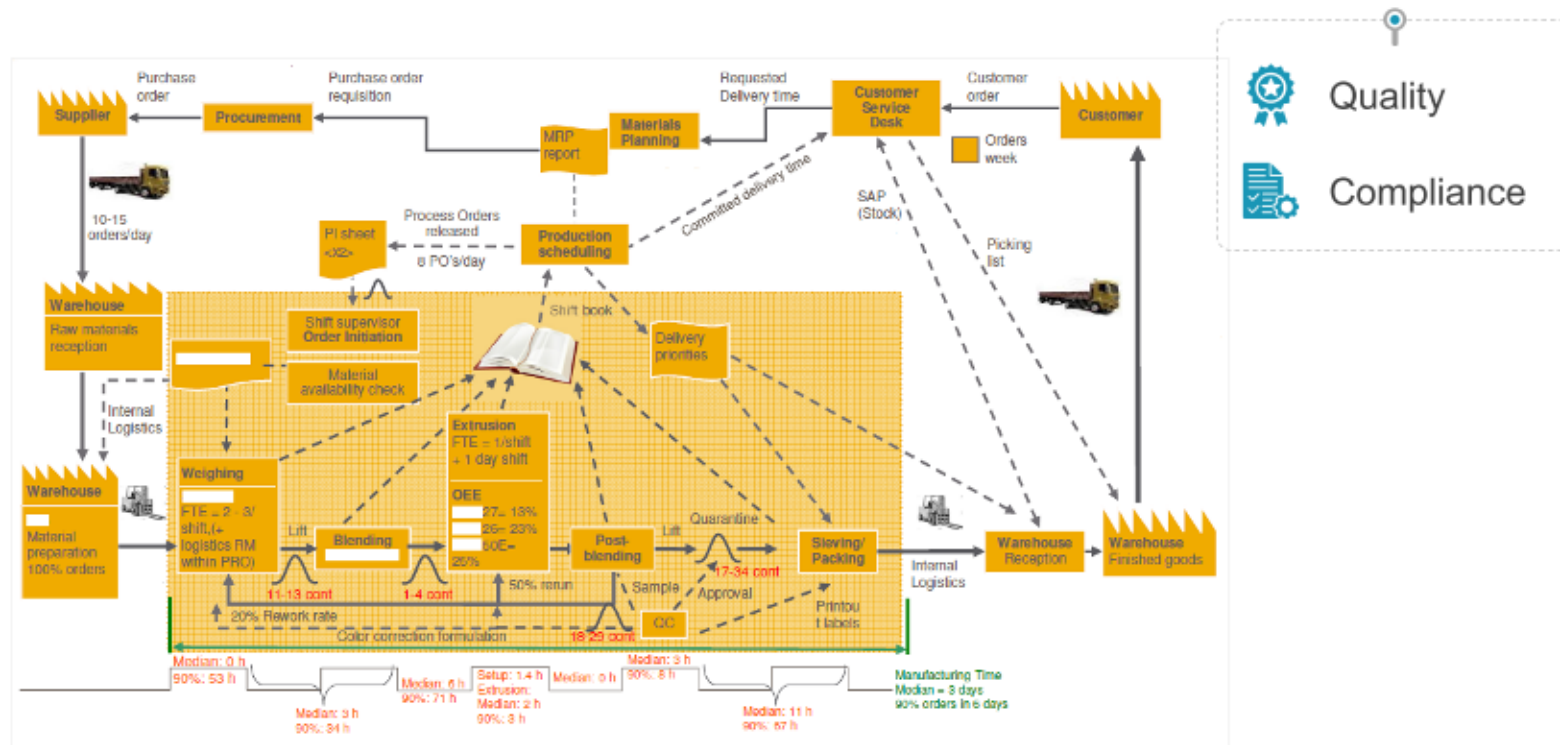 Purchase
order
Purchase order
requisition
Requested
Delivery time
Customer
order
Supplier
Procurement
MRP
report
Materials
Planning
Customer
Service
Desk
Customer
Orders
week
Quality
Compliance
10-15
orders/day
PI sheet
<X2>
Process Orders
released
8 PO's/day
Production
scheduling
Committed delivery time
SAP
(Stock)
Picking
list
Warehouse
Raw materials
reception
Shift supervisor
Order Initiation
Material
availability check
Shift book
Delivery
priorities
Internal
Logistics
Warehouse
Material
preparation
100% orders
Weighing
FTE = 2 - 3/
shift,(+
logistics RM
within PRO)
Lift
Blending
Extrusion
FTE = 1/shift
+ 1 day shift
OEE
27= 13%
26= 23%
50E=
25%
Post-
blending
Lift
Quarantine
Sieving/
Packing
Internal
Logistics
Warehouse
Reception
Warehouse
Finished goods
11-13 cont
1-4 cont
50% rerun
Sample
Approval
17-34 cont
20% Rework rate
Color correction formulation
18-29 cont
QC
Printou
t labels
Median: 0 h
90%: 53 h
Median: 3 h
90%: 34 h
Median: 6 h
90%: 71 h
Setup: 1.4 h
Extrusion:
Median: 2 h
90%: 3 h
Median: 0 h
Median: 3 h
90%: 8 h
Median: 11 h
90%: 57 h
Manufacturing Time
Median = 3 days
90% orders in 6 days